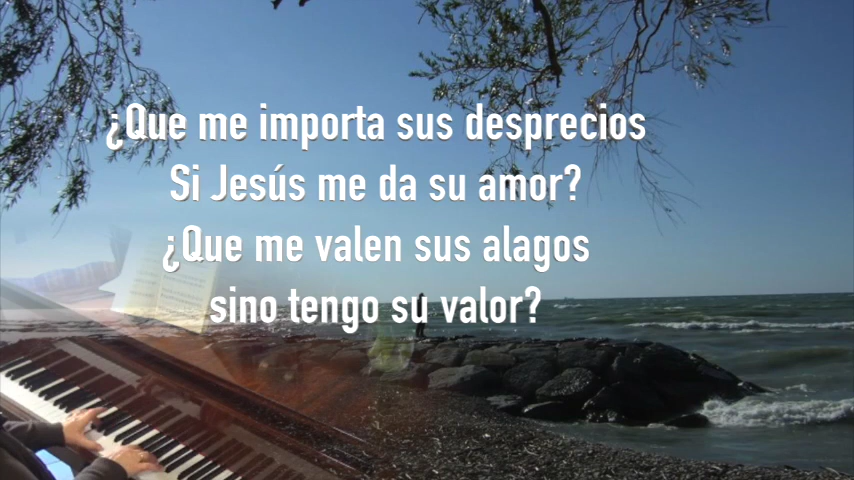 ¿Que me importa sus desprecios
Si Jesús me da su amor?
¿Que me valen sus alagos
sino tengo su valor?